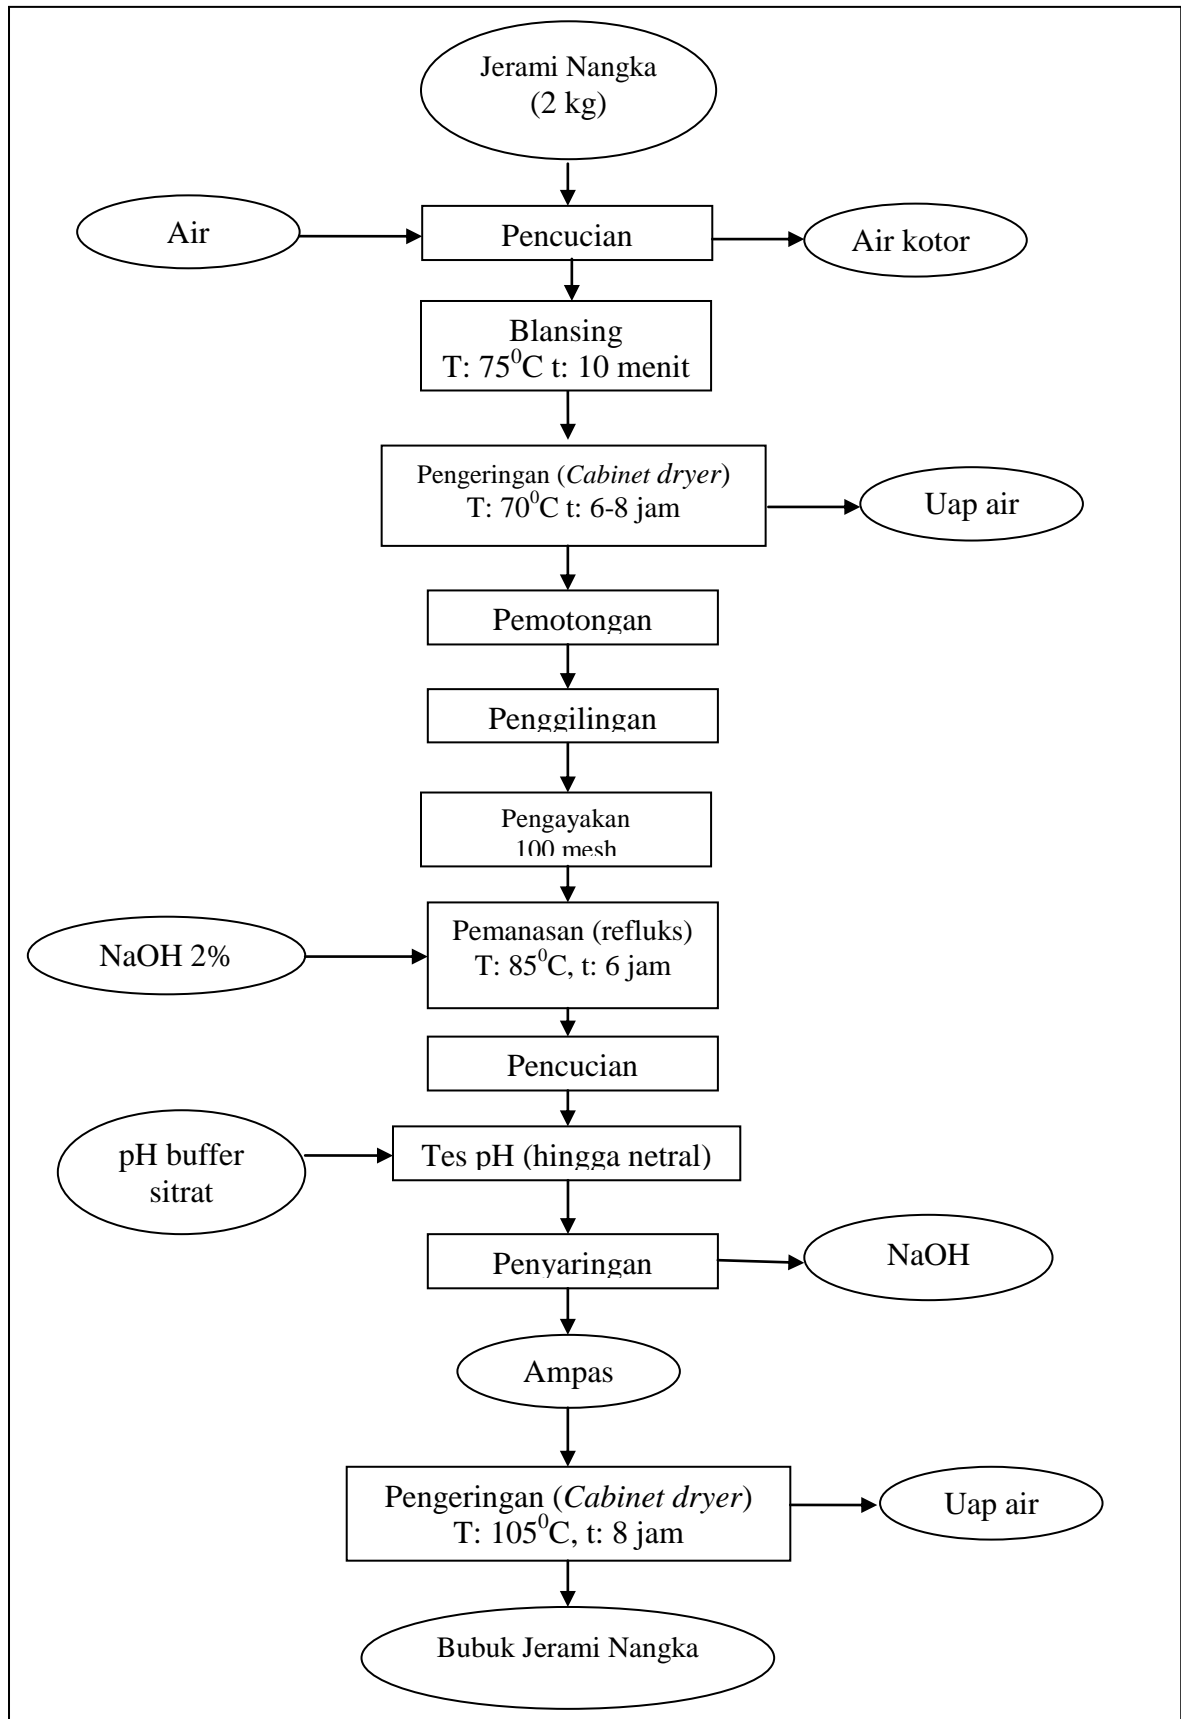 Jerami Nangka
(2 kg)
Air
Pencucian
Air kotor
Blansing
T: 75⁰C t: 10 menit
Pengeringan (Cabinet dryer)
T: 70⁰C t: 6-8 jam
Uap air
Pemotongan
Penggilingan
Pengayakan
100 mesh
NaOH 2%
Pemanasan (refluks)
T: 85⁰C, t: 6 jam
Pencucian
pH buffer
sitrat
Tes pH (hingga netral)
Penyaringan
NaOH
Ampas
Pengeringan (Cabinet dryer)
T: 105⁰C, t: 8 jam
Uap air
Bubuk Jerami Nangka